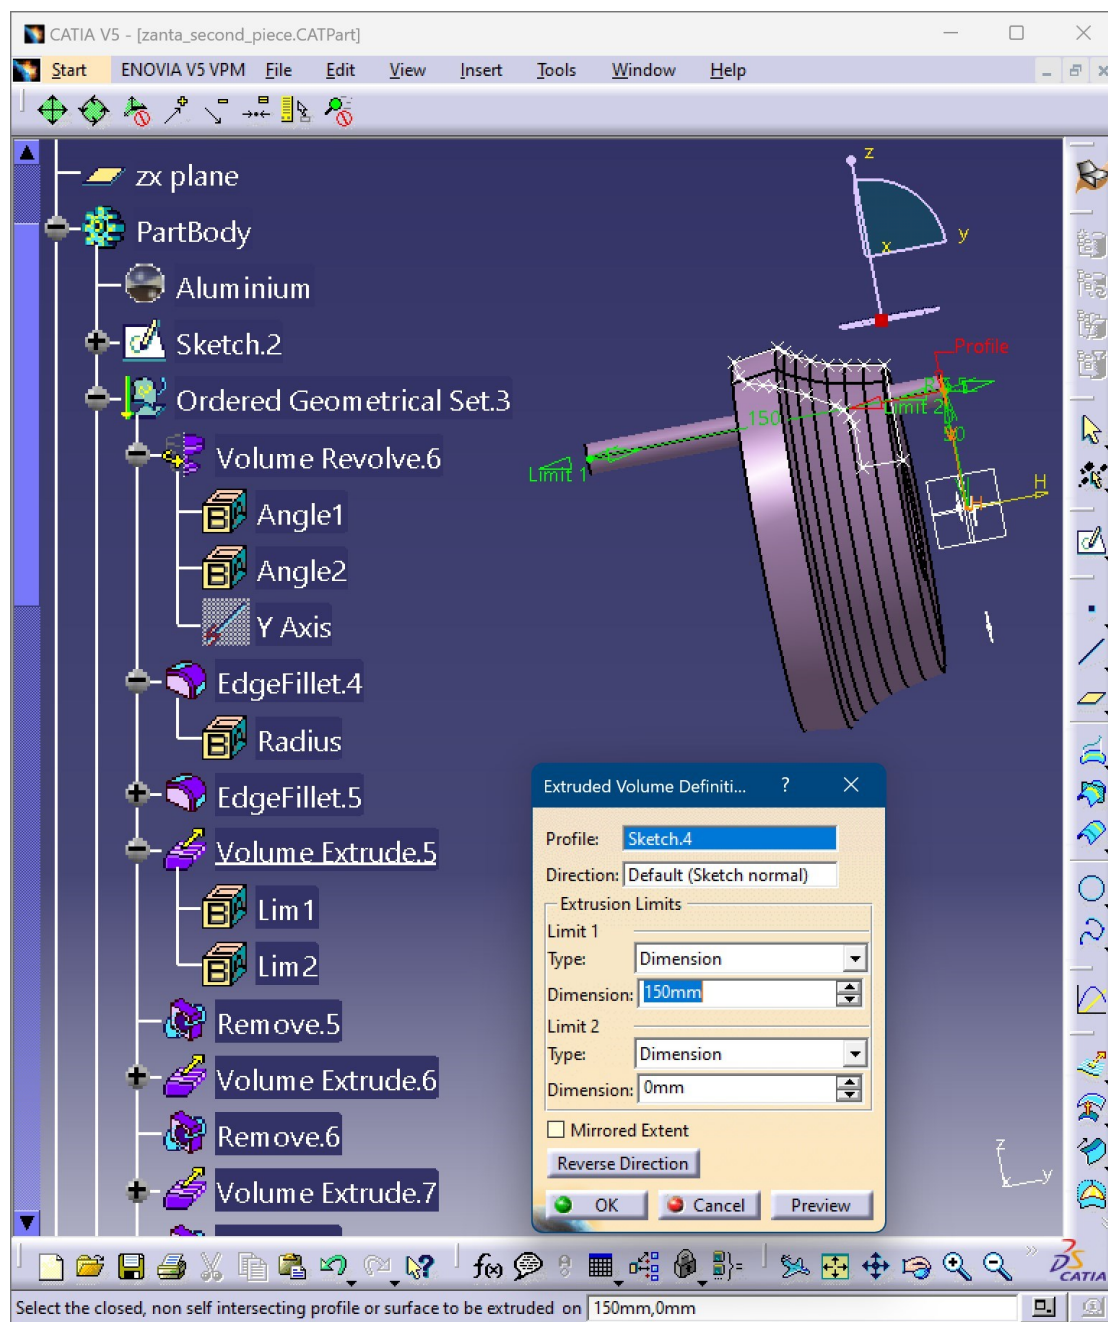 CATIA V5 - [zanta_second_piece.CATPart]
Start ENOVIA V5 VPM File Edit View Insert Tools Window Help
zx plane
PartBody
Aluminium
Sketch.2
Ordered Geometrical Set.3
Volume Revolve.6
Angle1
Angle2
Y Axis
EdgeFillet.4
Radius
EdgeFillet.5
Volume Extrude.5
Lim1
Lim2
Remove.5
Volume Extrude.6
Remove.6
Volume Extrude.7
z
y
x
Profile
Limit 2
150
Limit 1
H
Extruded Volume Definiti... ?
Profile: Sketch.4
Direction: Default (Sketch normal)
Extrusion Limits
Limit 1
Type: Dimension
Dimension: 150mm
Limit 2
Type: Dimension
Dimension: 0mm
Mirrored Extent
Reverse Direction
OK Cancel Preview
z
y
f(x)
CATIA
Select the closed, non self intersecting profile or surface to be extruded on 150mm,0mm